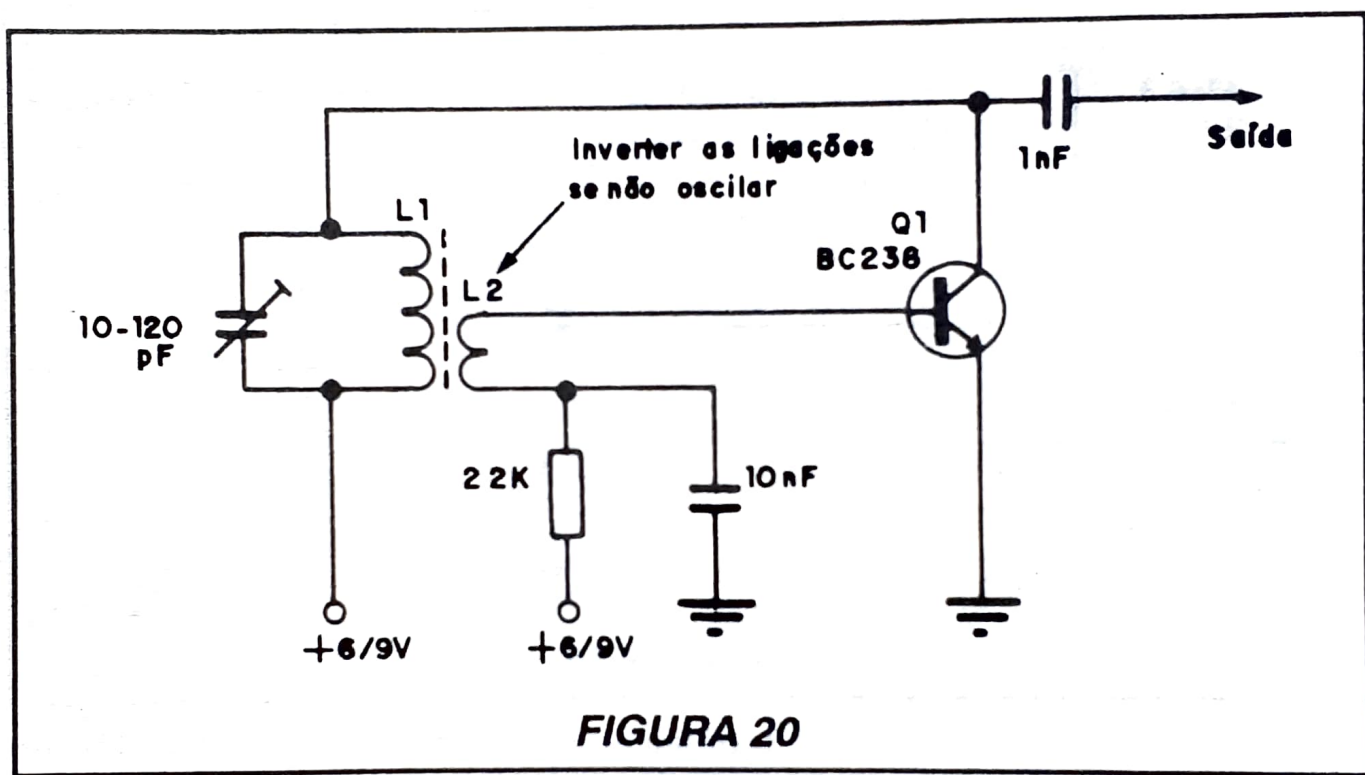 Inverter as ligações
se não oscilar
1nF
Saída
L1
Q1
BC238
L2
10-120
pF
22K
10nF
+6/9V
+6/9V
FIGURA 20